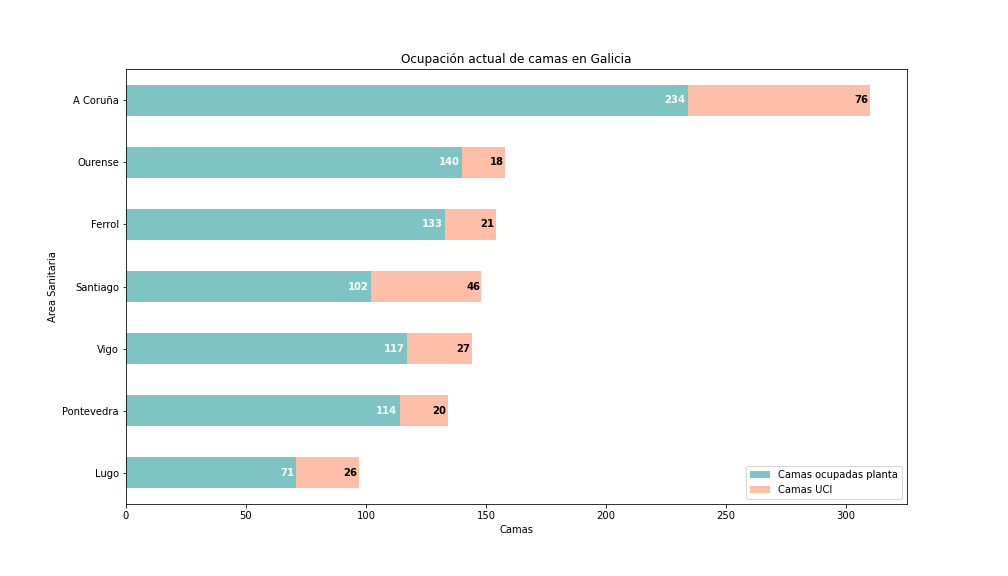 Ocupación actual de camas en Galicia
A Coruña 234 76
Ourense 140 18
Ferrol 133 21
Santiago 102 46
Vigo 117 27
Pontevedra 114 20
Lugo 71 26
Area Sanitaria
Camas ocupadas planta
Camas UCI
0 50 100 150 200 250 300
Camas